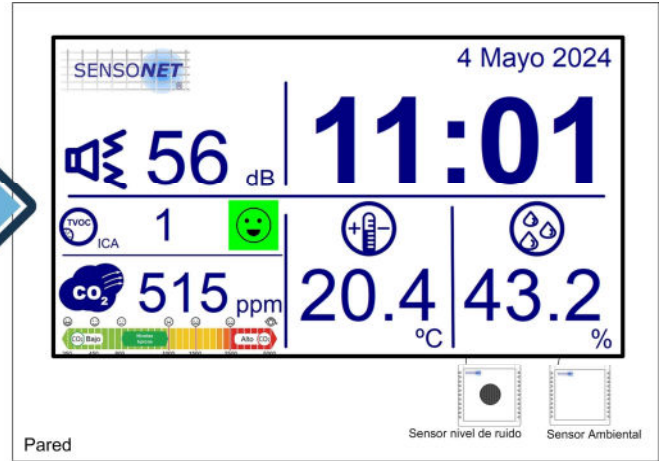 SENSONET
4 Mayo 2024
11:01
56 dB
TVOC
ICA
1
CO2
515 ppm
20.4
ºC
43.2
%
CO2 Bajo
Alto CO2
Sensor nivel de ruido
Sensor Ambiental
Pared